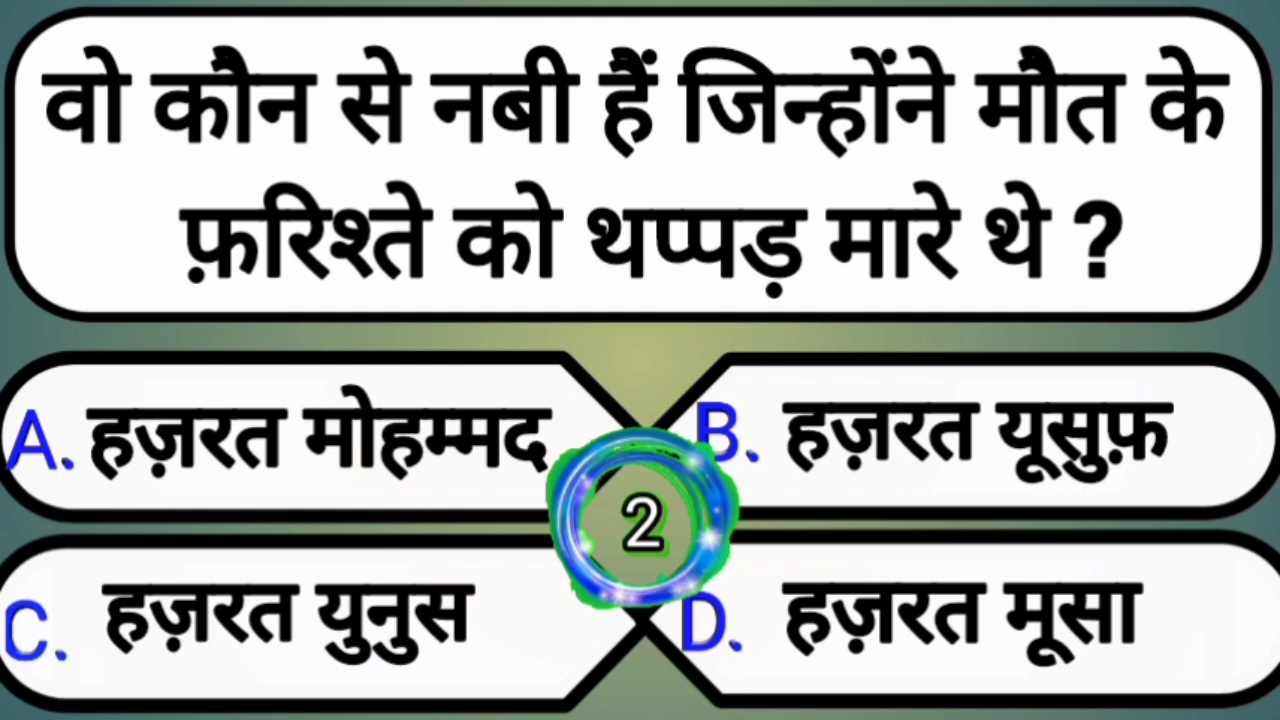 वो कौन से नबी हैं जिन्होंने मौत के
फ़रिश्ते को थप्पड़ मारे थे ?
A. हज़रत मोहम्मद
B. हज़रत यूसुफ़
2
C. हज़रत युनुस
D. हज़रत मूसा